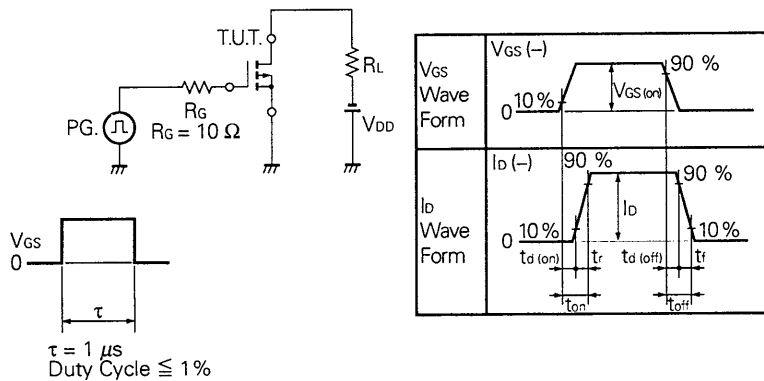 T.U.T.
RL
RG
RG = 10 Ω
PG.
VDD
VGS
0
τ
τ = 1 μs
Duty Cycle ≦ 1%
VGS
Wave
Form
VGS (–)
90 %
VGS (on)
10%
0
ID
Wave
Form
ID (–)
90 %
90 %
ID
10%
10%
0
td (on)
tr
td (off)
tf
ton
toff